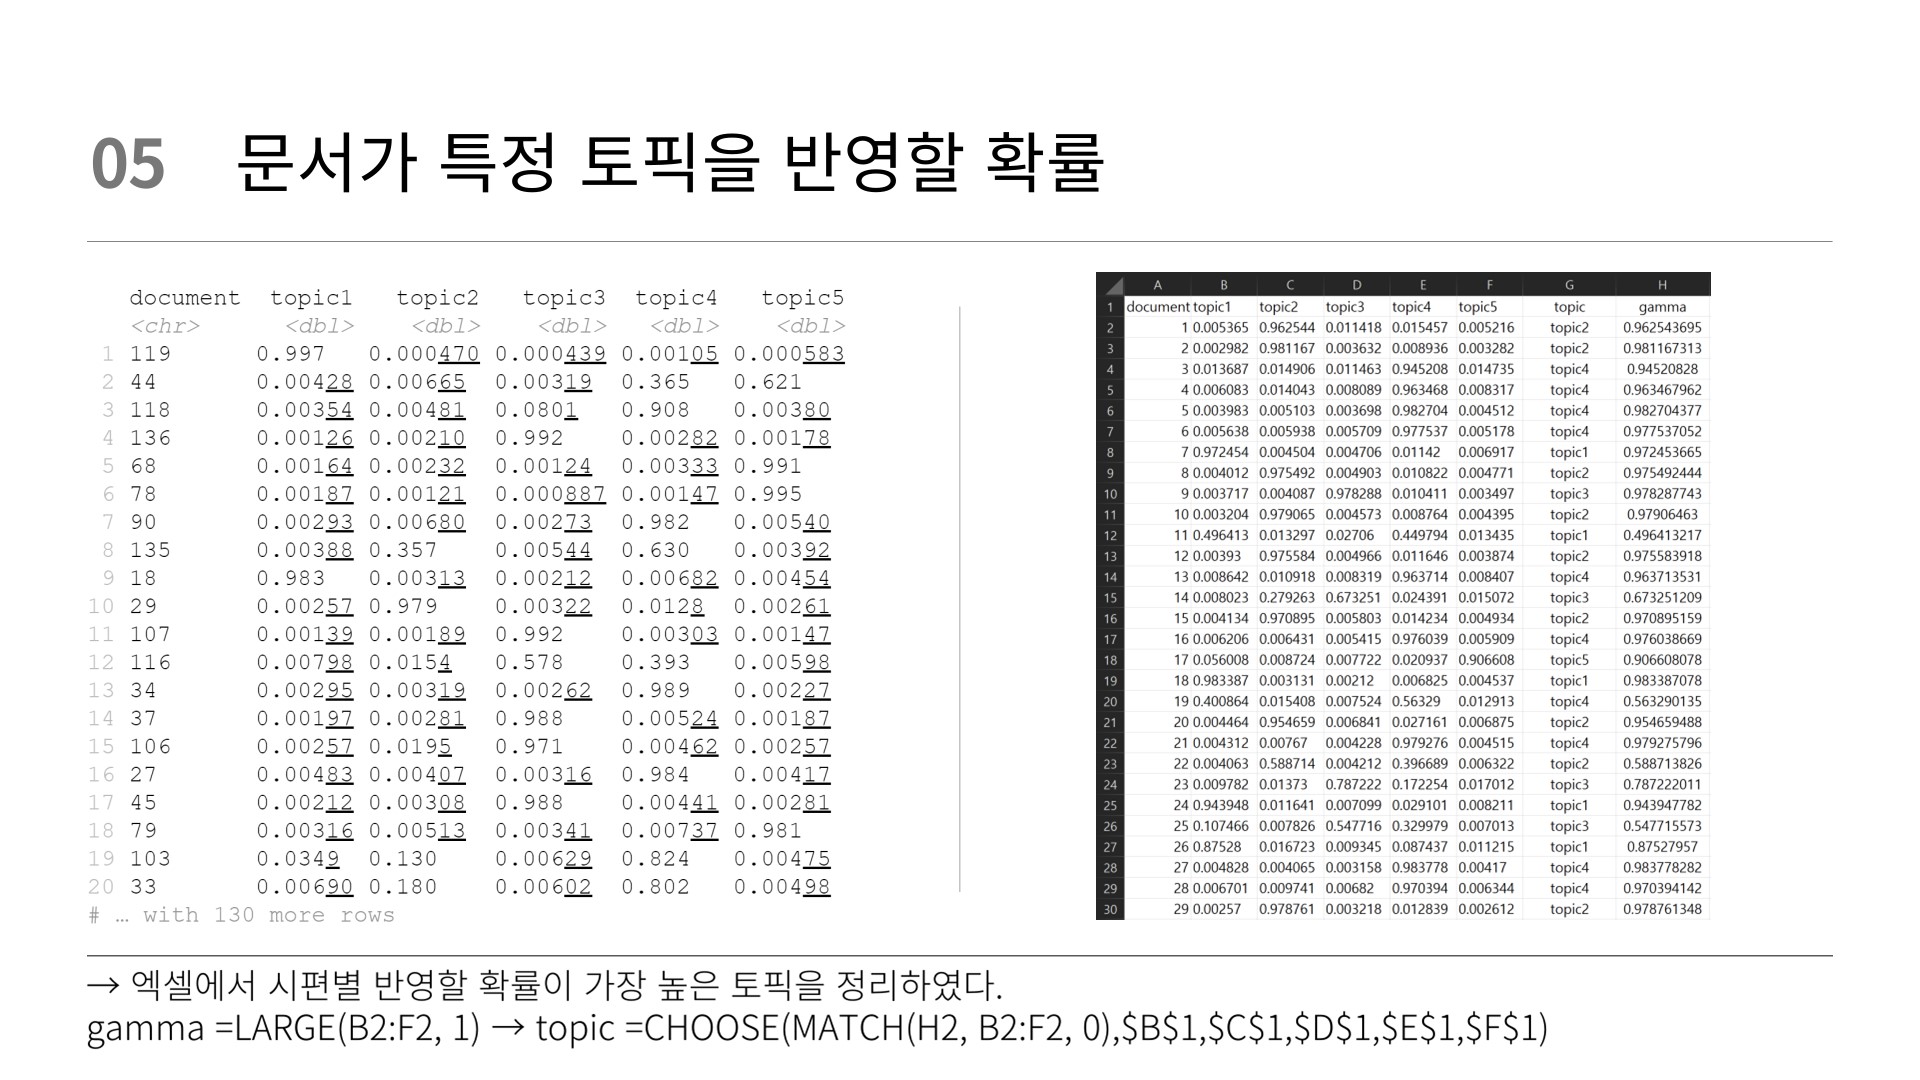 05 문서가 특정 토픽을 반영할 확률
document topic1 topic2 topic3 topic4 topic5
<chr> <dbl> <dbl> <dbl> <dbl> <dbl>
1 119 0.997 0.000470 0.000439 0.00105 0.000583
2 44 0.00428 0.00665 0.00319 0.365 0.621
3 118 0.00354 0.00481 0.0801 0.908 0.00380
4 136 0.00126 0.00210 0.992 0.00282 0.00178
5 68 0.00164 0.00232 0.00124 0.00333 0.991
6 78 0.00187 0.00121 0.000887 0.00147 0.995
7 90 0.00293 0.00680 0.00273 0.982 0.00540
8 135 0.00388 0.357 0.00544 0.630 0.00392
9 18 0.983 0.00313 0.00212 0.00682 0.00454
10 29 0.00257 0.979 0.00322 0.0128 0.00261
11 107 0.00139 0.00189 0.992 0.00303 0.00147
12 116 0.00798 0.0154 0.578 0.393 0.00598
13 34 0.00295 0.00319 0.00262 0.989 0.00227
14 37 0.00197 0.00281 0.988 0.00524 0.00187
15 106 0.00257 0.0195 0.971 0.00462 0.00257
16 27 0.00483 0.00407 0.00316 0.984 0.00417
17 45 0.00212 0.00308 0.988 0.00441 0.00281
18 79 0.00316 0.00513 0.00341 0.00737 0.981
19 103 0.0349 0.130 0.00629 0.824 0.00475
20 33 0.00690 0.180 0.00602 0.802 0.00498
# … with 130 more rows
A B C D E F G H
1 document topic1 topic2 topic3 topic4 topic5 topic gamma
2 1 0.005365 0.962544 0.011418 0.015457 0.005216 topic2 0.962543695
3 2 0.002982 0.981167 0.003632 0.008936 0.003282 topic2 0.981167313
4 3 0.013687 0.014906 0.011463 0.945208 0.014735 topic4 0.94520828
5 4 0.006083 0.014043 0.008089 0.963468 0.008317 topic4 0.963467962
6 5 0.003983 0.005103 0.003698 0.982704 0.004512 topic4 0.982704377
7 6 0.005638 0.005938 0.005709 0.977537 0.005178 topic4 0.977537052
8 7 0.972454 0.004504 0.004706 0.01142 0.006917 topic1 0.972453665
9 8 0.004012 0.975492 0.004903 0.010822 0.004771 topic2 0.975492444
10 9 0.003717 0.004087 0.978288 0.010411 0.003497 topic3 0.978287743
11 10 0.003204 0.979065 0.004573 0.008764 0.004395 topic2 0.97906463
12 11 0.496413 0.013297 0.02706 0.449794 0.013435 topic1 0.496413217
13 12 0.00393 0.975584 0.004966 0.011646 0.003874 topic2 0.975583918
14 13 0.008642 0.010918 0.008319 0.963714 0.008407 topic4 0.963713531
15 14 0.008023 0.279263 0.673251 0.024391 0.015072 topic3 0.673251209
16 15 0.004134 0.970895 0.005803 0.014234 0.004934 topic2 0.970895159
17 16 0.006206 0.006431 0.005415 0.976039 0.005909 topic4 0.976038669
18 17 0.056008 0.008724 0.007722 0.020937 0.906608 topic5 0.906608078
19 18 0.983387 0.003131 0.00212 0.006825 0.004537 topic1 0.983387078
20 19 0.400864 0.015408 0.007524 0.56329 0.012913 topic4 0.563290135
21 20 0.004464 0.954659 0.006841 0.027161 0.006875 topic2 0.954659488
22 21 0.004312 0.00767 0.004228 0.979276 0.004515 topic4 0.979275796
23 22 0.004063 0.588714 0.004212 0.396689 0.006322 topic2 0.588713826
24 23 0.009782 0.01373 0.787222 0.172254 0.017012 topic3 0.787222011
25 24 0.943948 0.011641 0.007099 0.029101 0.008211 topic1 0.943947782
26 25 0.107466 0.007826 0.547716 0.329979 0.007013 topic3 0.547715573
27 26 0.87528 0.016723 0.009345 0.087437 0.011215 topic1 0.87527957
28 27 0.004828 0.004065 0.003158 0.983778 0.00417 topic4 0.983778282
29 28 0.006701 0.009741 0.00682 0.970394 0.006344 topic4 0.970394142
30 29 0.00257 0.978761 0.003218 0.012839 0.002612 topic2 0.978761348
→ 엑셀에서 시편별 반영할 확률이 가장 높은 토픽을 정리하였다.
gamma =LARGE(B2:F2, 1) → topic =CHOOSE(MATCH(H2, B2:F2, 0),$B$1,$C$1,$D$1,$E$1,$F$1)